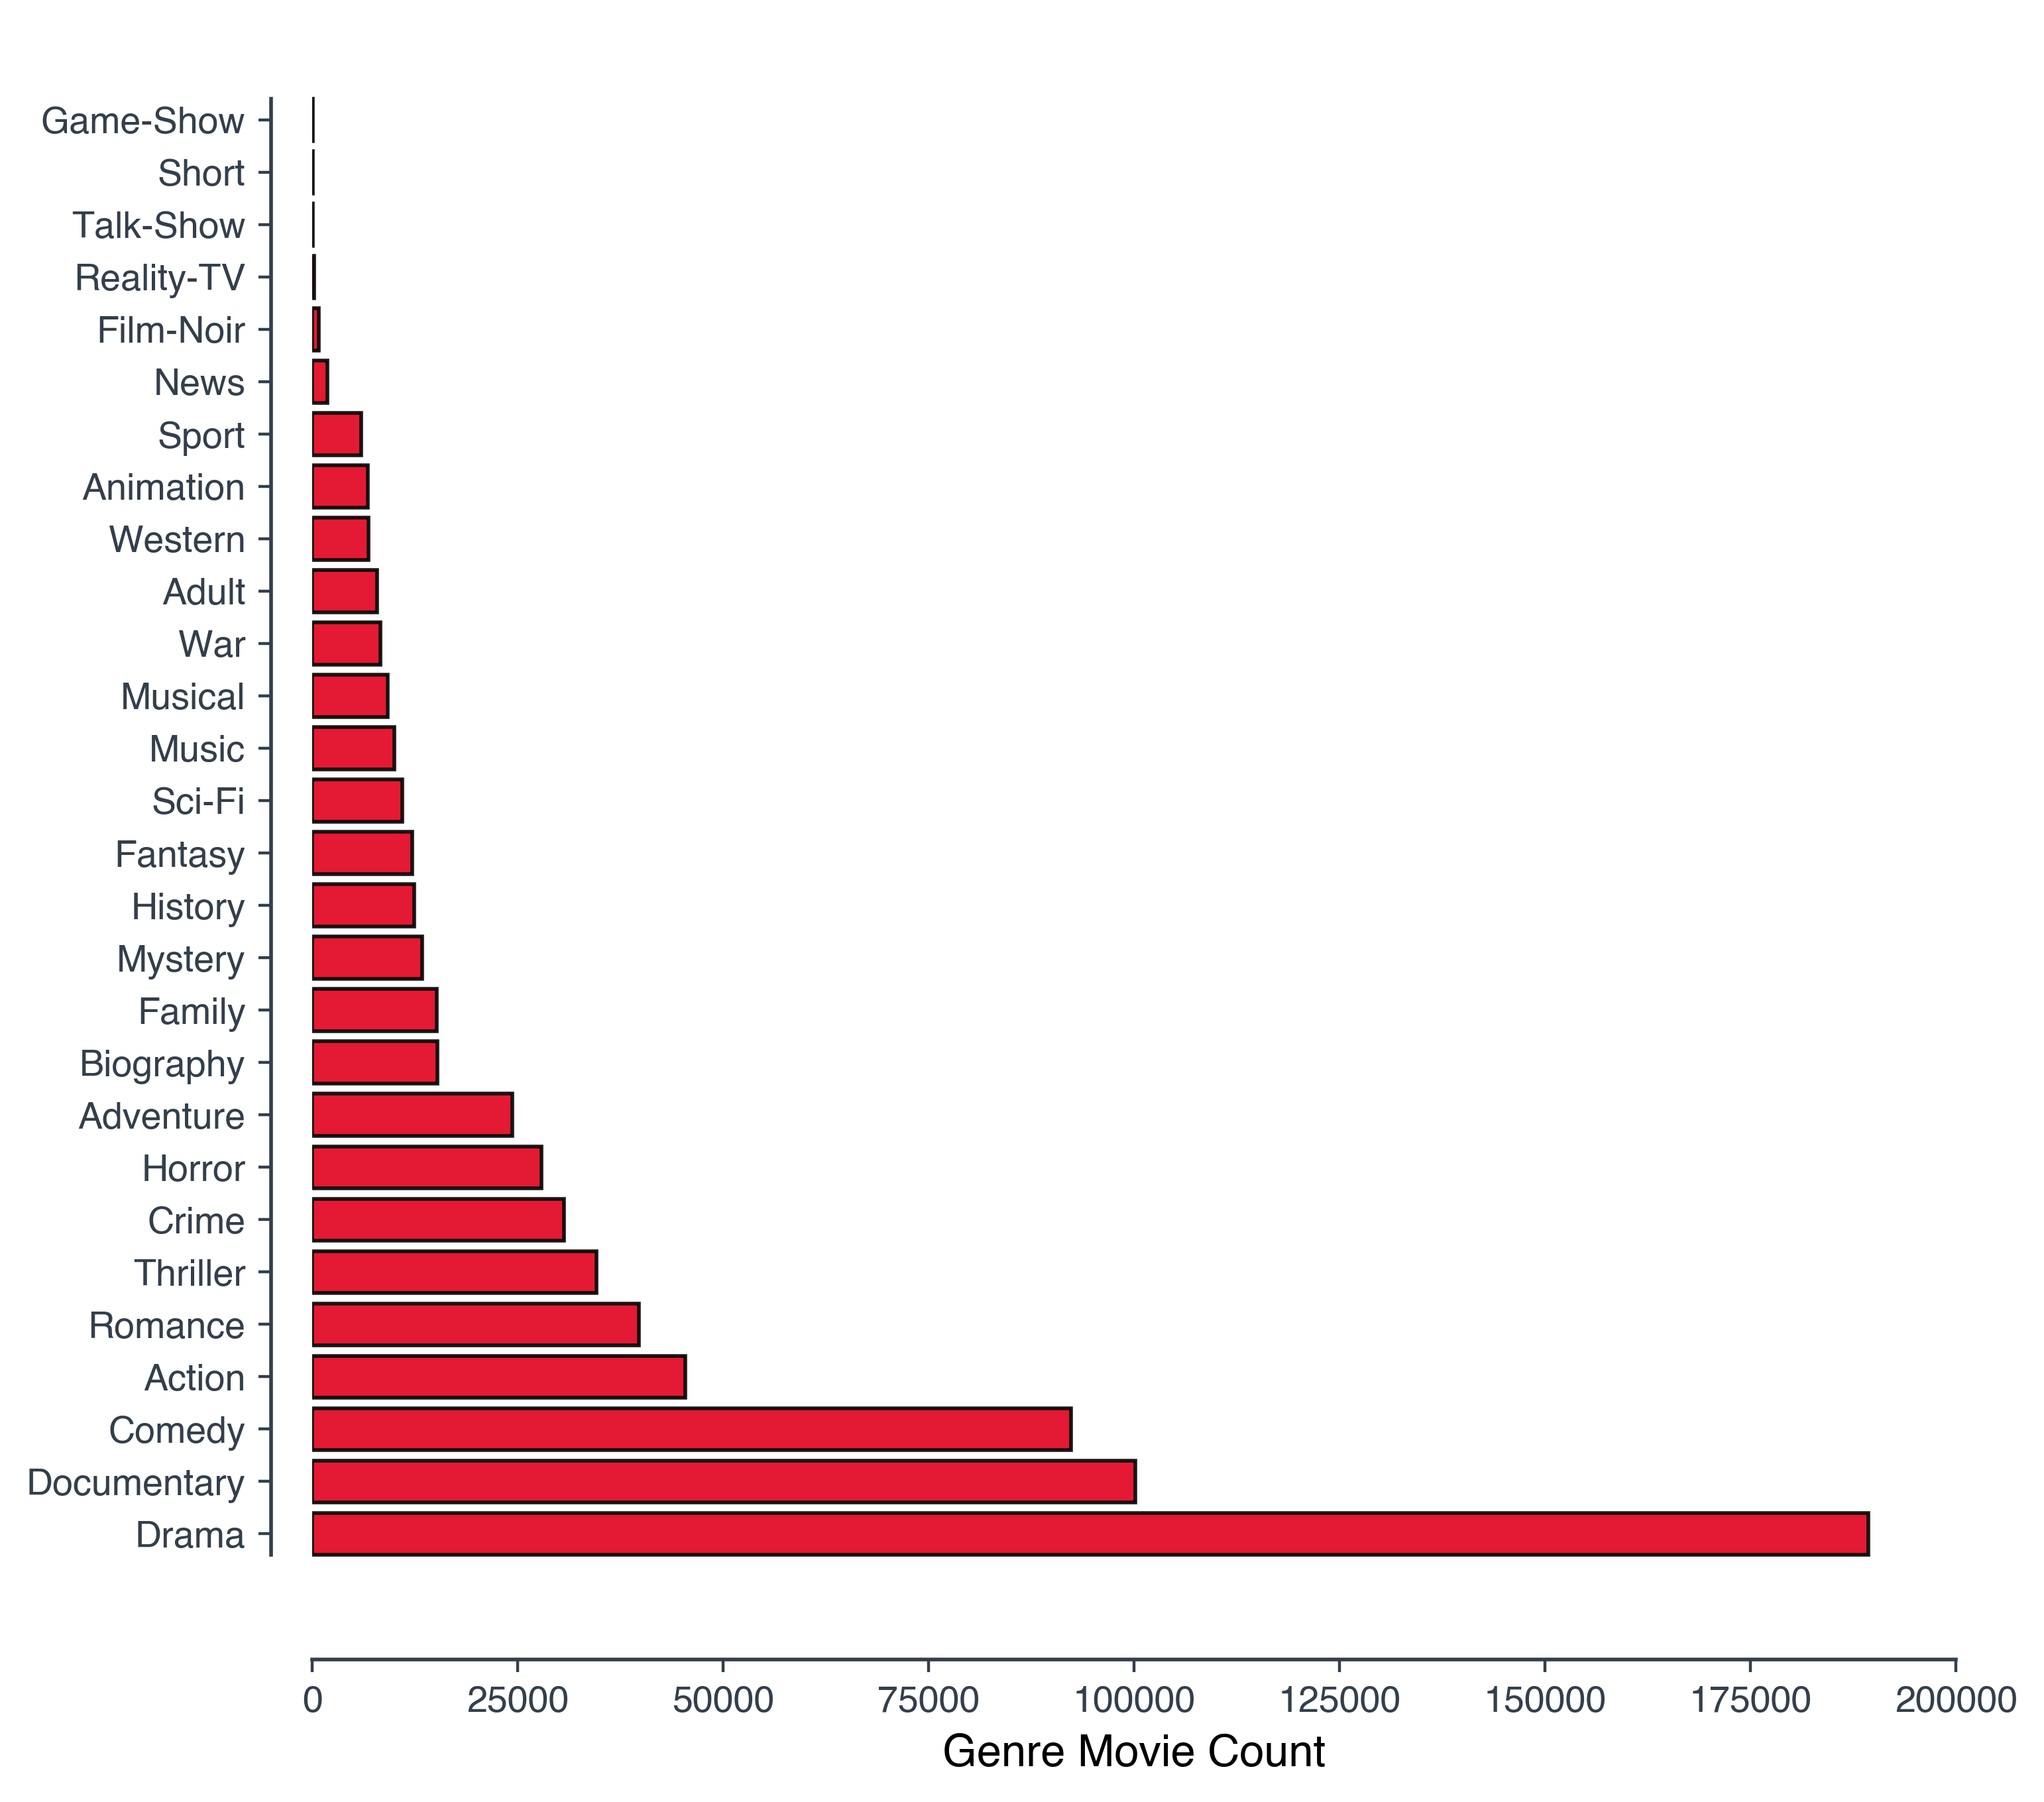 Game-Show
Short
Talk-Show
Reality-TV
Film-Noir
News
Sport
Animation
Western
Adult
War
Musical
Music
Sci-Fi
Fantasy
History
Mystery
Family
Biography
Adventure
Horror
Crime
Thriller
Romance
Action
Comedy
Documentary
Drama
0 25000 50000 75000 100000 125000 150000 175000 200000
Genre Movie Count